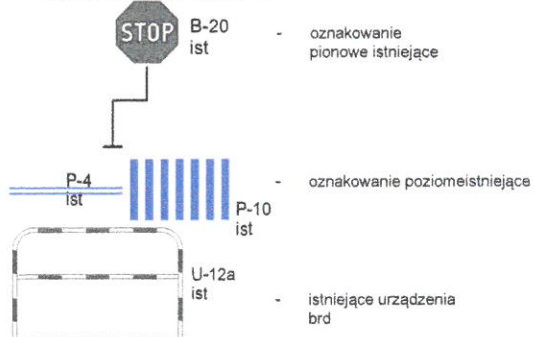 STOP
B-20
ist
- oznakowanie
pionowe istniejące
P-4
ist
P-10
ist
- oznakowanie poziomeistniejące
U-12a
ist
- istniejące urządzenia
brd